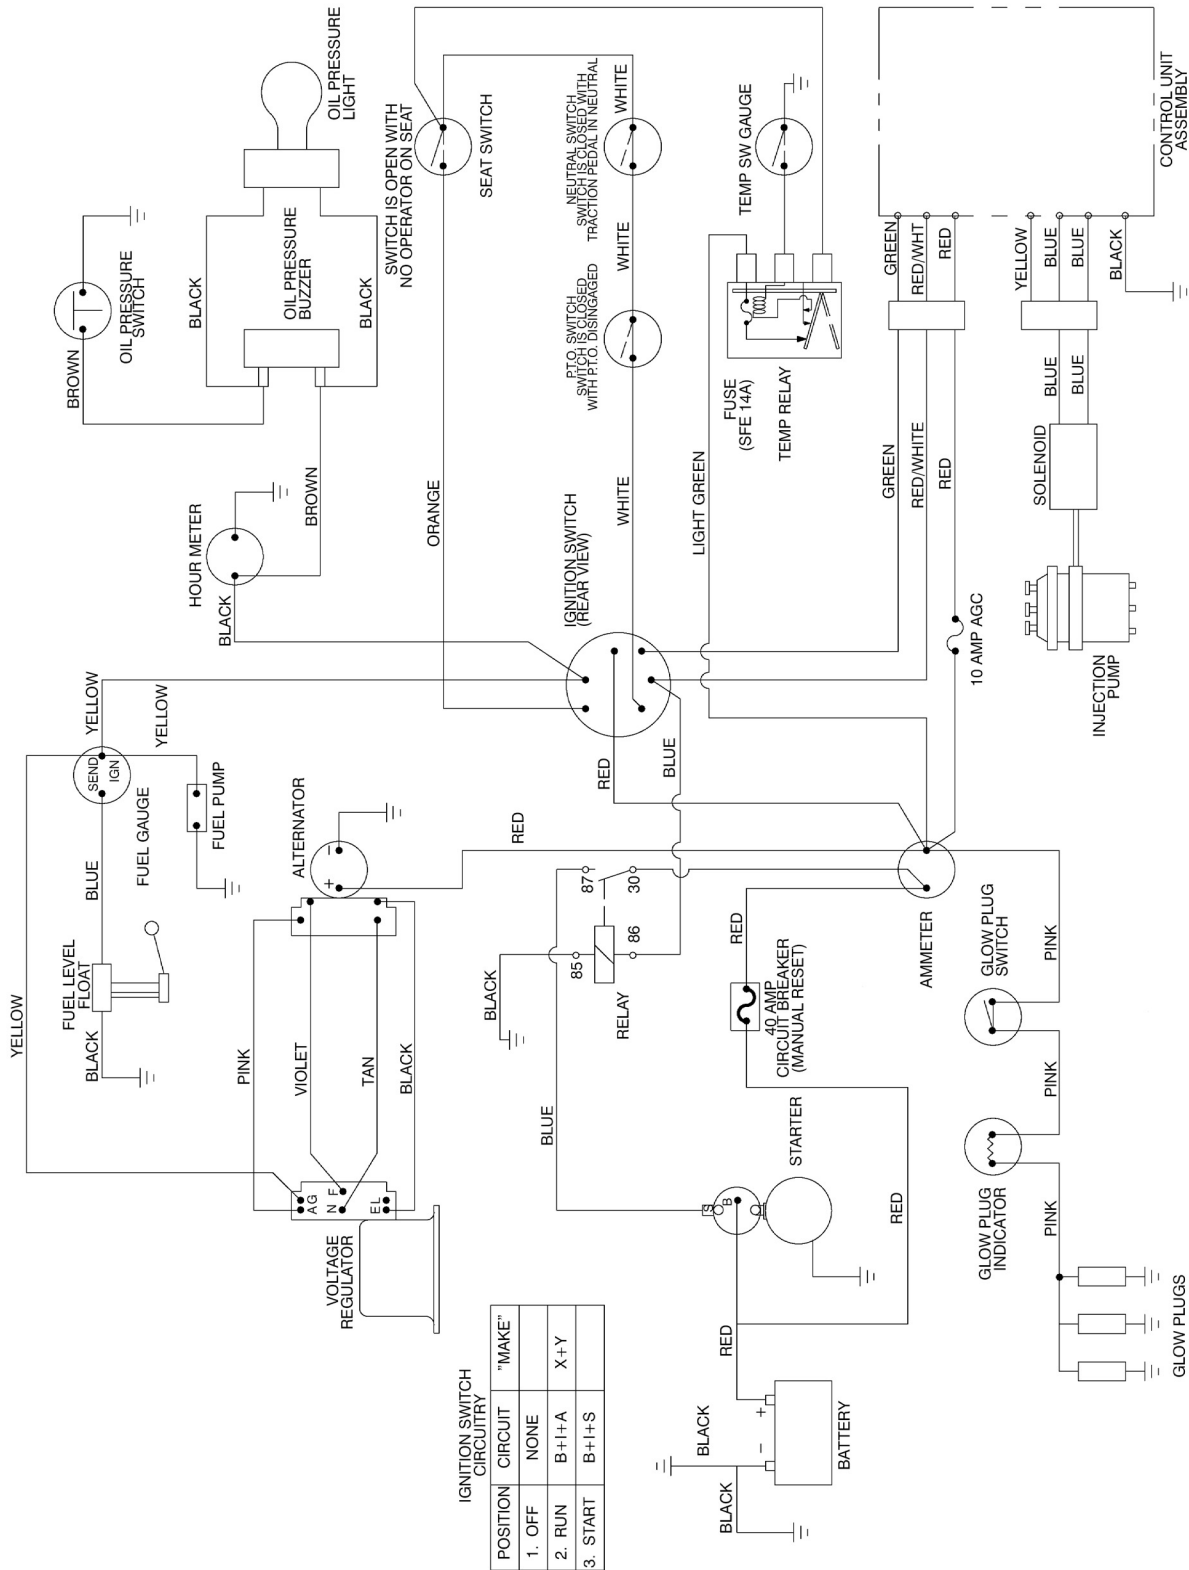 OIL PRESSURE
LIGHT
OIL PRESSURE
SWITCH
BROWN
BLACK
OIL PRESSURE
BUZZER
BLACK
BROWN
HOUR METER
BLACK
SWITCH IS OPEN WITH
NO OPERATOR ON SEAT
SEAT SWITCH
ORANGE
NEUTRAL SWITCH
SWITCH IS CLOSED WITH
TRACTION PEDAL IN NEUTRAL
WHITE
WHITE
P.T.O. SWITCH
SWITCH IS CLOSED
WITH P.T.O. DISINGAGED
WHITE
IGNITION SWITCH
(REAR VIEW)
TEMP SW GAUGE
FUSE
(SFE 14A)
TEMP RELAY
LIGHT GREEN
CONTROL UNIT
ASSEMBLY
GREEN
RED/WHT
RED
YELLOW
BLUE
BLUE
BLACK
GREEN
RED/WHITE
RED
BLUE
BLUE
SOLENOID
10 AMP AGC
INJECTION
PUMP
YELLOW
YELLOW
SEND
IGN
FUEL GAUGE
FUEL PUMP
BLUE
FUEL LEVEL
FLOAT
BLACK
YELLOW
ALTERNATOR
+
–
RED
PINK
VIOLET
TAN
BLACK
AG
N
F
EL
VOLTAGE
REGULATOR
RED
BLUE
87
30
85
86
RELAY
BLACK
BLUE
RED
40 AMP
CIRCUIT BREAKER
(MANUAL RESET)
AMMETER
GLOW PLUG
SWITCH
PINK
PINK
GLOW PLUG
INDICATOR
PINK
GLOW PLUGS
S
B
STARTER
RED
RED
BLACK
BLACK
+
–
BATTERY
IGNITION SWITCH
CIRCUITRY
POSITION CIRCUIT "MAKE"
1. OFF NONE
2. RUN B+I+A X+Y
3. START B+I+S